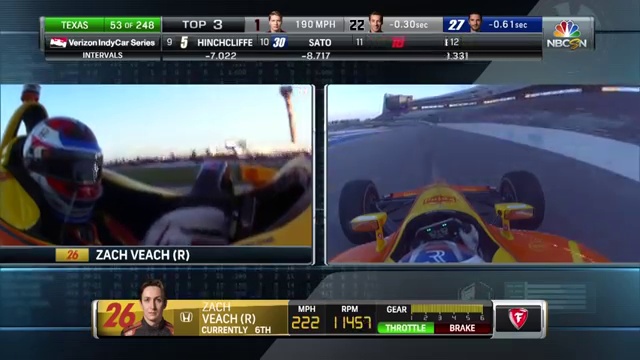 TEXAS 53 OF 248 TOP 3 1 190 MPH 22 -0.30sec 27 -0.61sec
Verizon IndyCar Series 9 5 HINCHCLIFFE 10 30 SATO 11 12
INTERVALS -7.022 -8.717 .331
NBCSN
26 ZACH VEACH (R)
26 ZACH VEACH (R) CURRENTLY 6TH
MPH 222
RPM 11457
GEAR 1 2 3 4 5 6
THROTTLE BRAKE